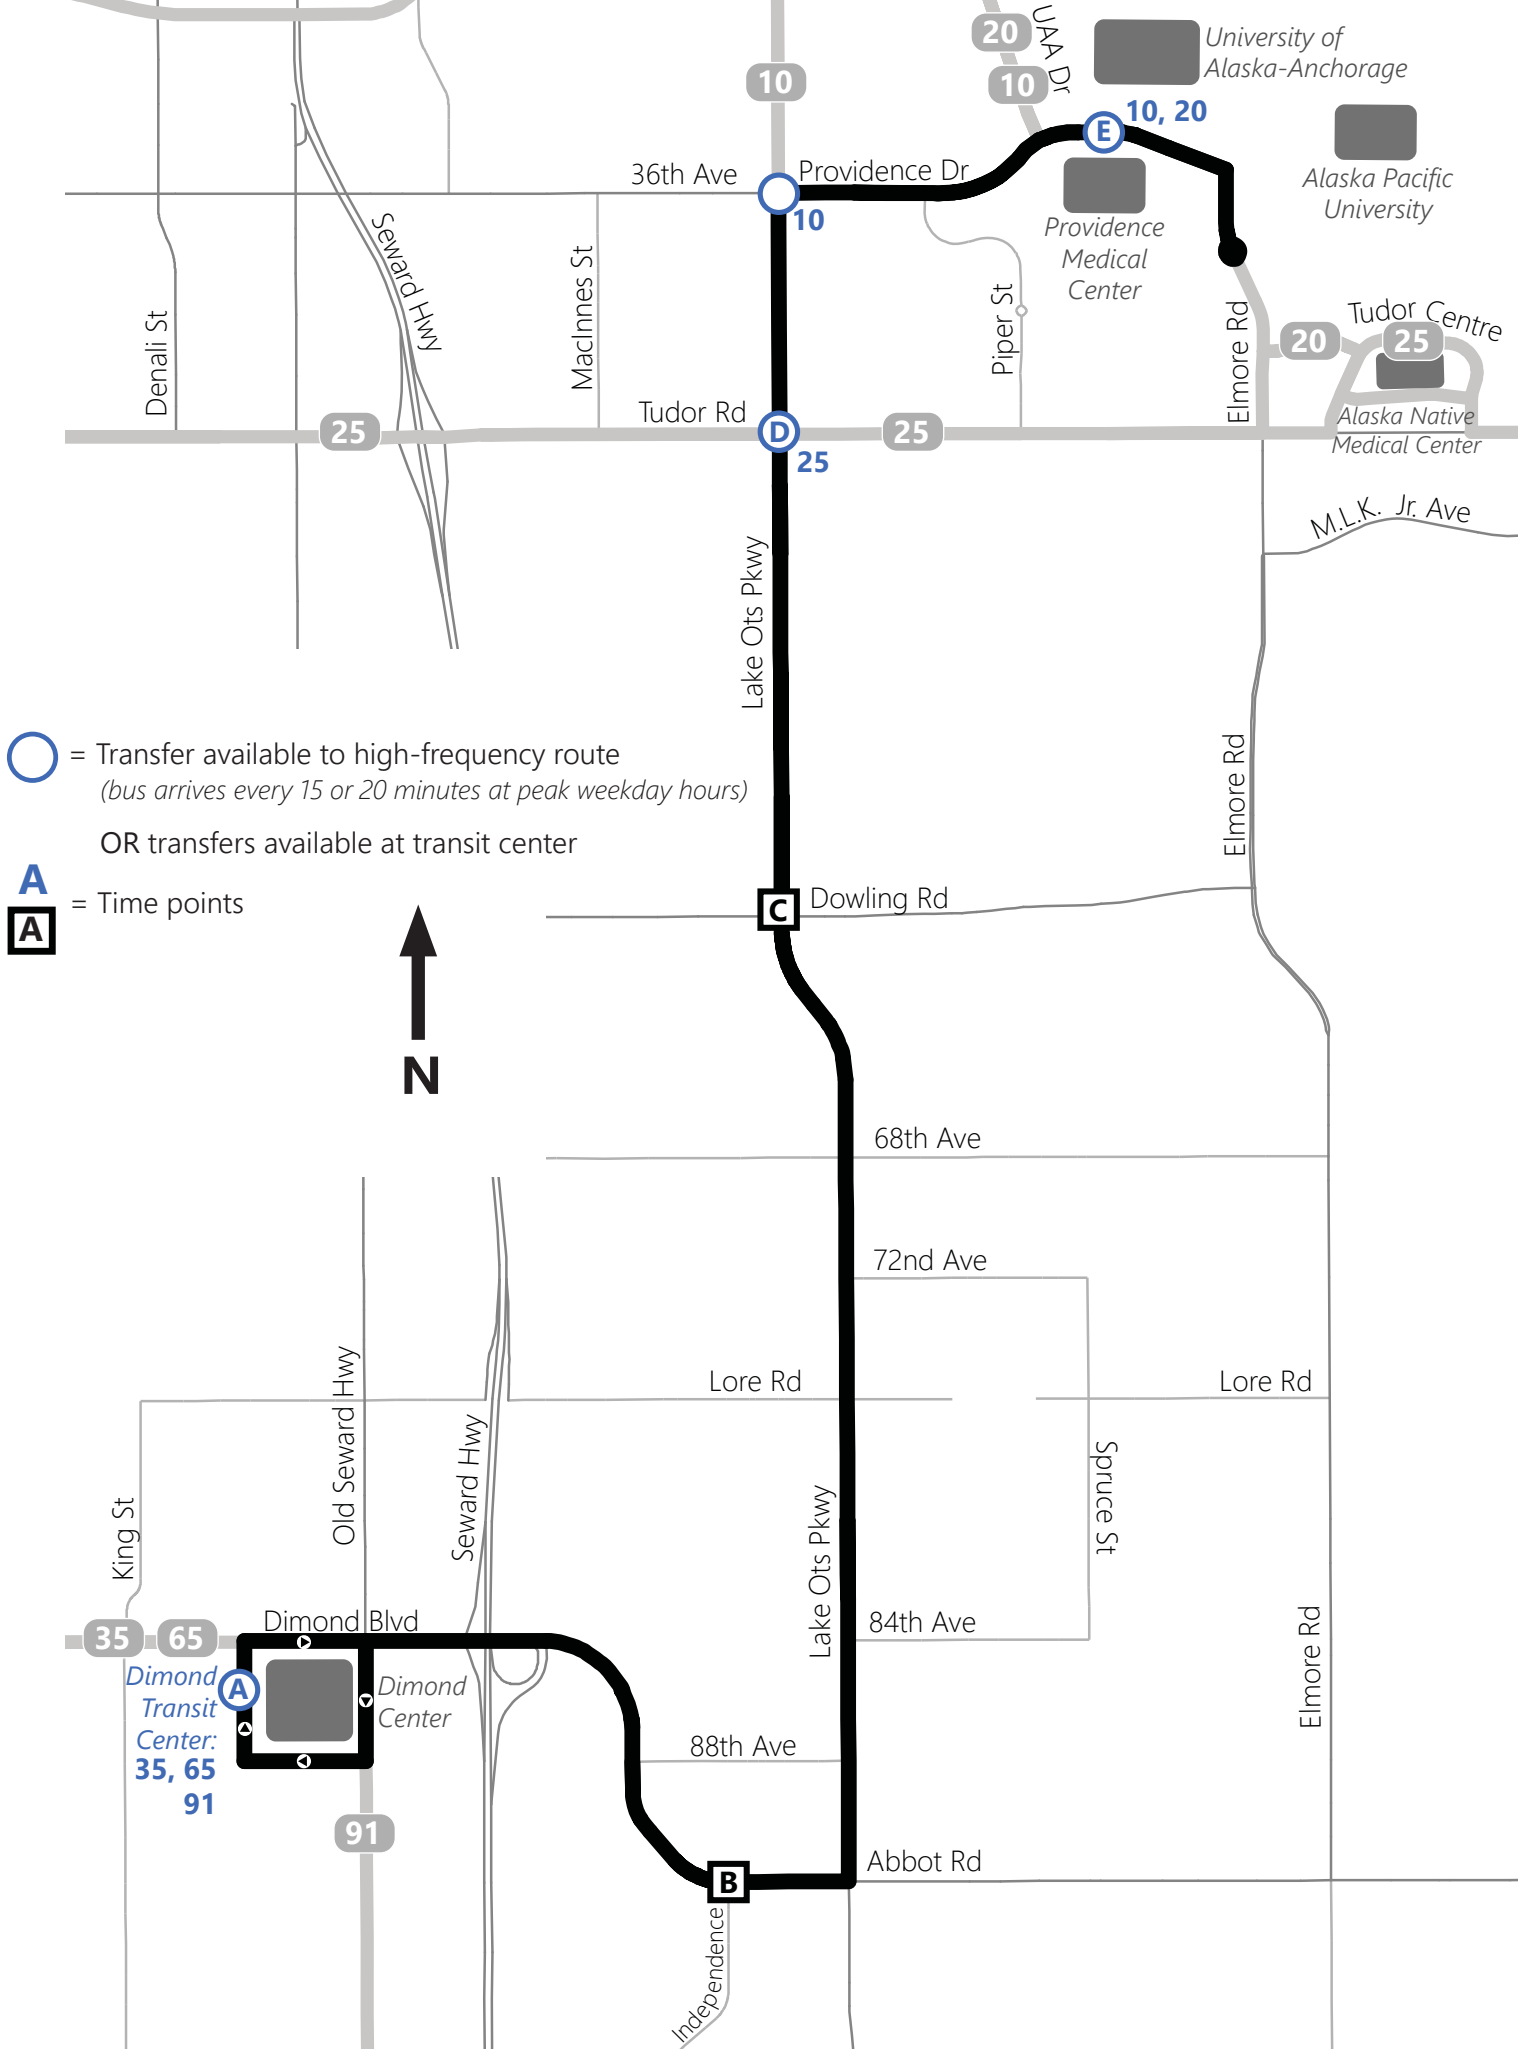 20
UAA Dr
University of
Alaska-Anchorage
10
10
E
10, 20
36th Ave
Providence Dr
10
Alaska Pacific
University
Providence
Medical
Center
Seward Hwy
MacInnes St
Denali St
Piper St
Elmore Rd
Tudor Centre
20
25
Alaska Native
Medical Center
Tudor Rd
25
D
25
25
M.L.K. Jr. Ave
Lake Ots Pkwy
= Transfer available to high-frequency route
(bus arrives every 15 or 20 minutes at peak weekday hours)
OR transfers available at transit center
Elmore Rd
A
A
= Time points
C
Dowling Rd
N
68th Ave
72nd Ave
Old Seward Hwy
Lore Rd
Lore Rd
Seward Hwy
King St
Spruce St
Lake Ots Pkwy
35
65
Dimond Blvd
84th Ave
Elmore Rd
Dimond
Transit
Center:
35, 65
91
A
Dimond
Center
88th Ave
91
B
Abbot Rd
Independence